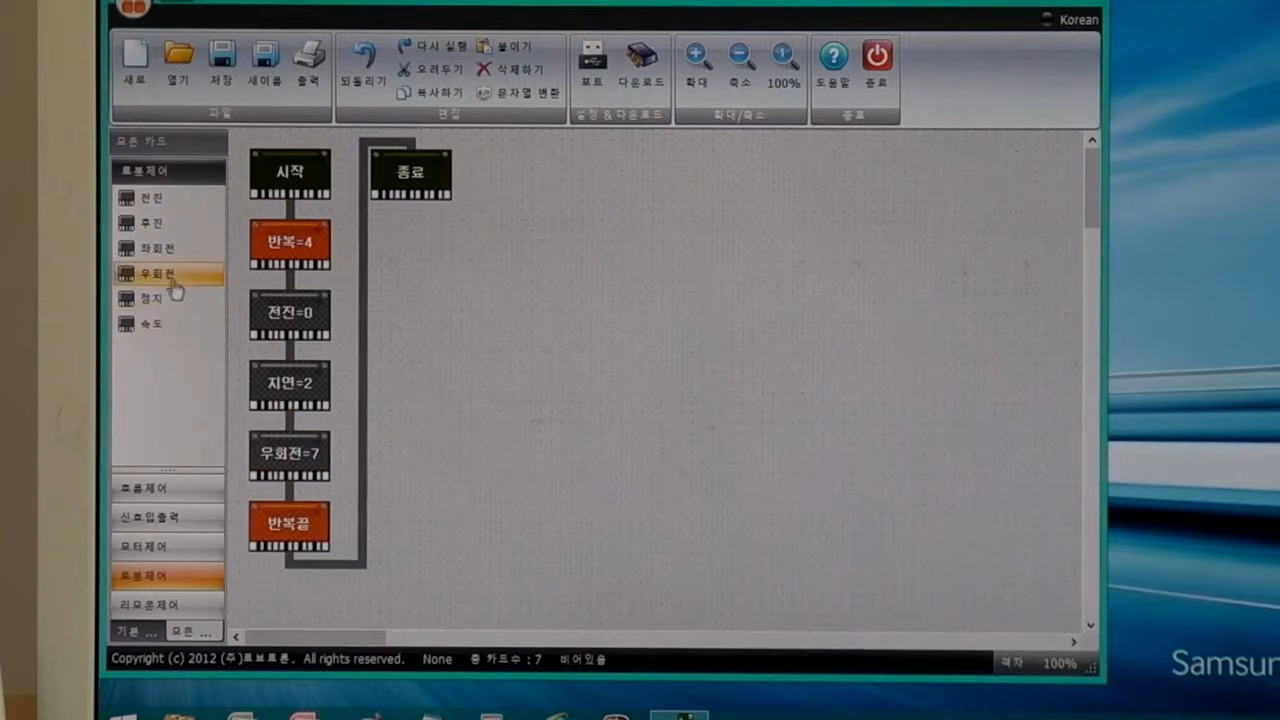 Korean
새로 열기 저장 새이름 출력
되돌리기 다시 실행 붙이기
오려두기 삭제하기
복사하기 문자열 변환
포트 다운로드
확대 축소 100%
도움말 종료
파일 편집 설정 & 다운로드 확대/축소 종료
모든 카드
로봇제어
전진
후진
좌회전
우회전
정지
속도
흐름제어
신호입출력
모터제어
로봇제어
리모콘제어
기본 ... 모든 ...
시작
반복=4
전진=0
지연=2
우회전=7
반복끝
종료
Copyright (c) 2012 (주)로보트론. All rights reserved. None 총 카드수 : 7 비어있음
격자 100%
Samsun